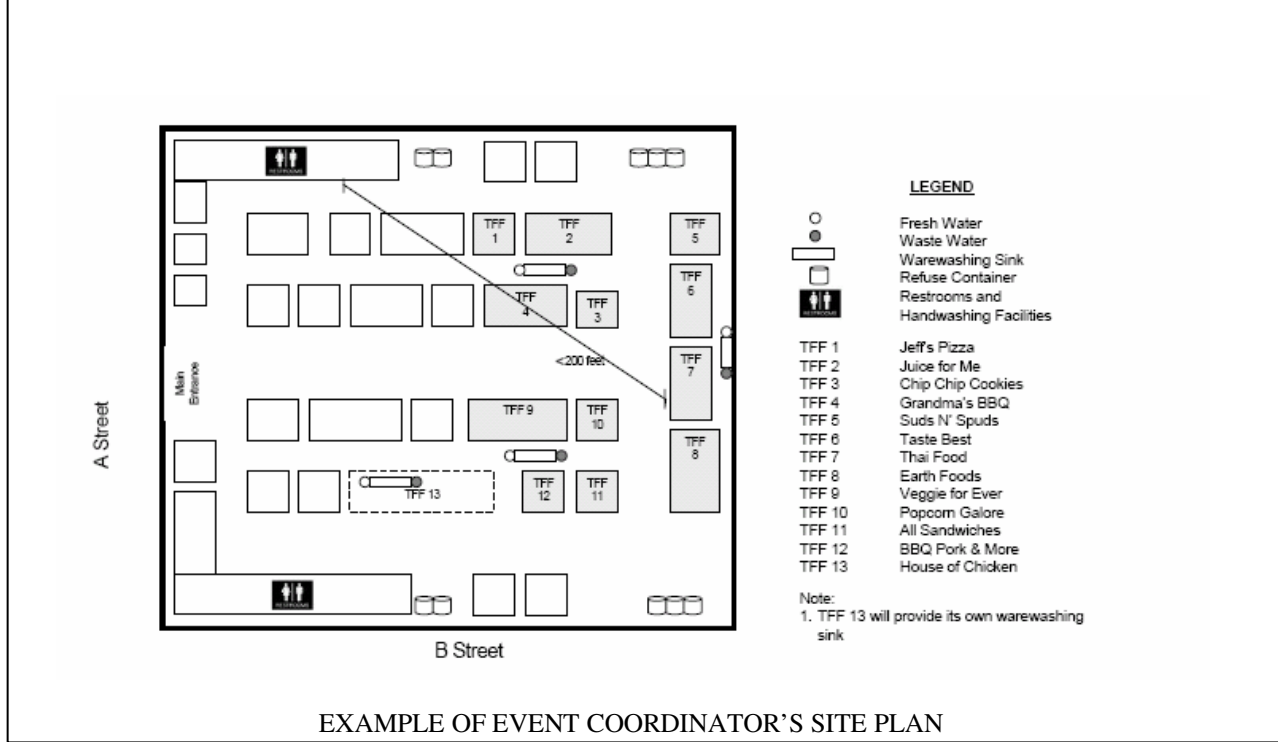 RESTROOMS
TFF
1
TFF
2
TFF
5
TFF
6
TFF
4
TFF
3
<200 feet
TFF
7
Main
Entrance
A Street
TFF 9
TFF
10
TFF
8
TFF 13
TFF
12
TFF
11
RESTROOMS
B Street
LEGEND
Fresh Water
Waste Water
Warewashing Sink
Refuse Container
RESTROOMS
Restrooms and
Handwashing Facilities
TFF 1 Jeff's Pizza
TFF 2 Juice for Me
TFF 3 Chip Chip Cookies
TFF 4 Grandma's BBQ
TFF 5 Suds N' Spuds
TFF 6 Taste Best
TFF 7 Thai Food
TFF 8 Earth Foods
TFF 9 Veggie for Ever
TFF 10 Popcorn Galore
TFF 11 All Sandwiches
TFF 12 BBQ Pork & More
TFF 13 House of Chicken
Note:
1. TFF 13 will provide its own warewashing
sink
EXAMPLE OF EVENT COORDINATOR'S SITE PLAN